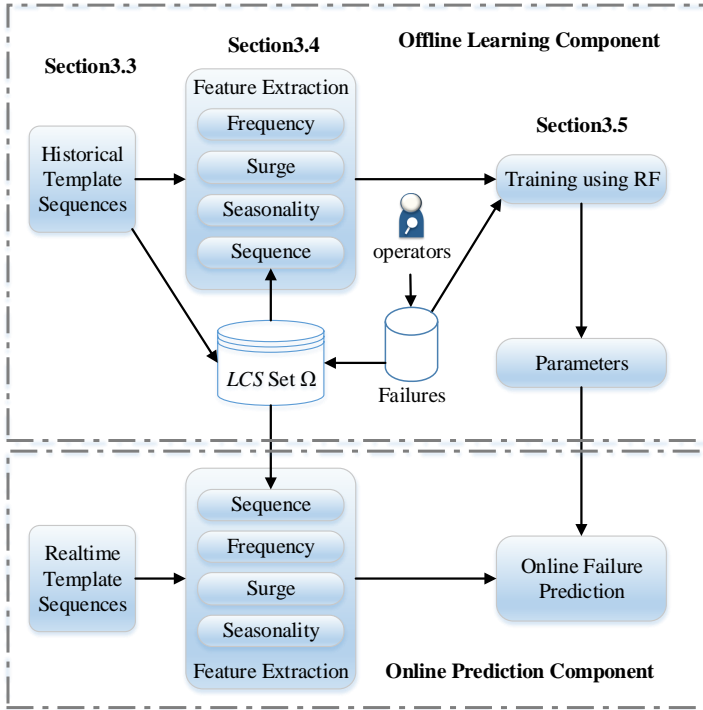 Offline Learning Component
Section3.3
Section3.4
Section3.5
Historical
Template
Sequences
Feature Extraction
Frequency
Surge
Seasonality
Sequence
operators
Training using RF
LCS Set Ω
Failures
Parameters
Realtime
Template
Sequences
Sequence
Frequency
Surge
Seasonality
Feature Extraction
Online Failure
Prediction
Online Prediction Component